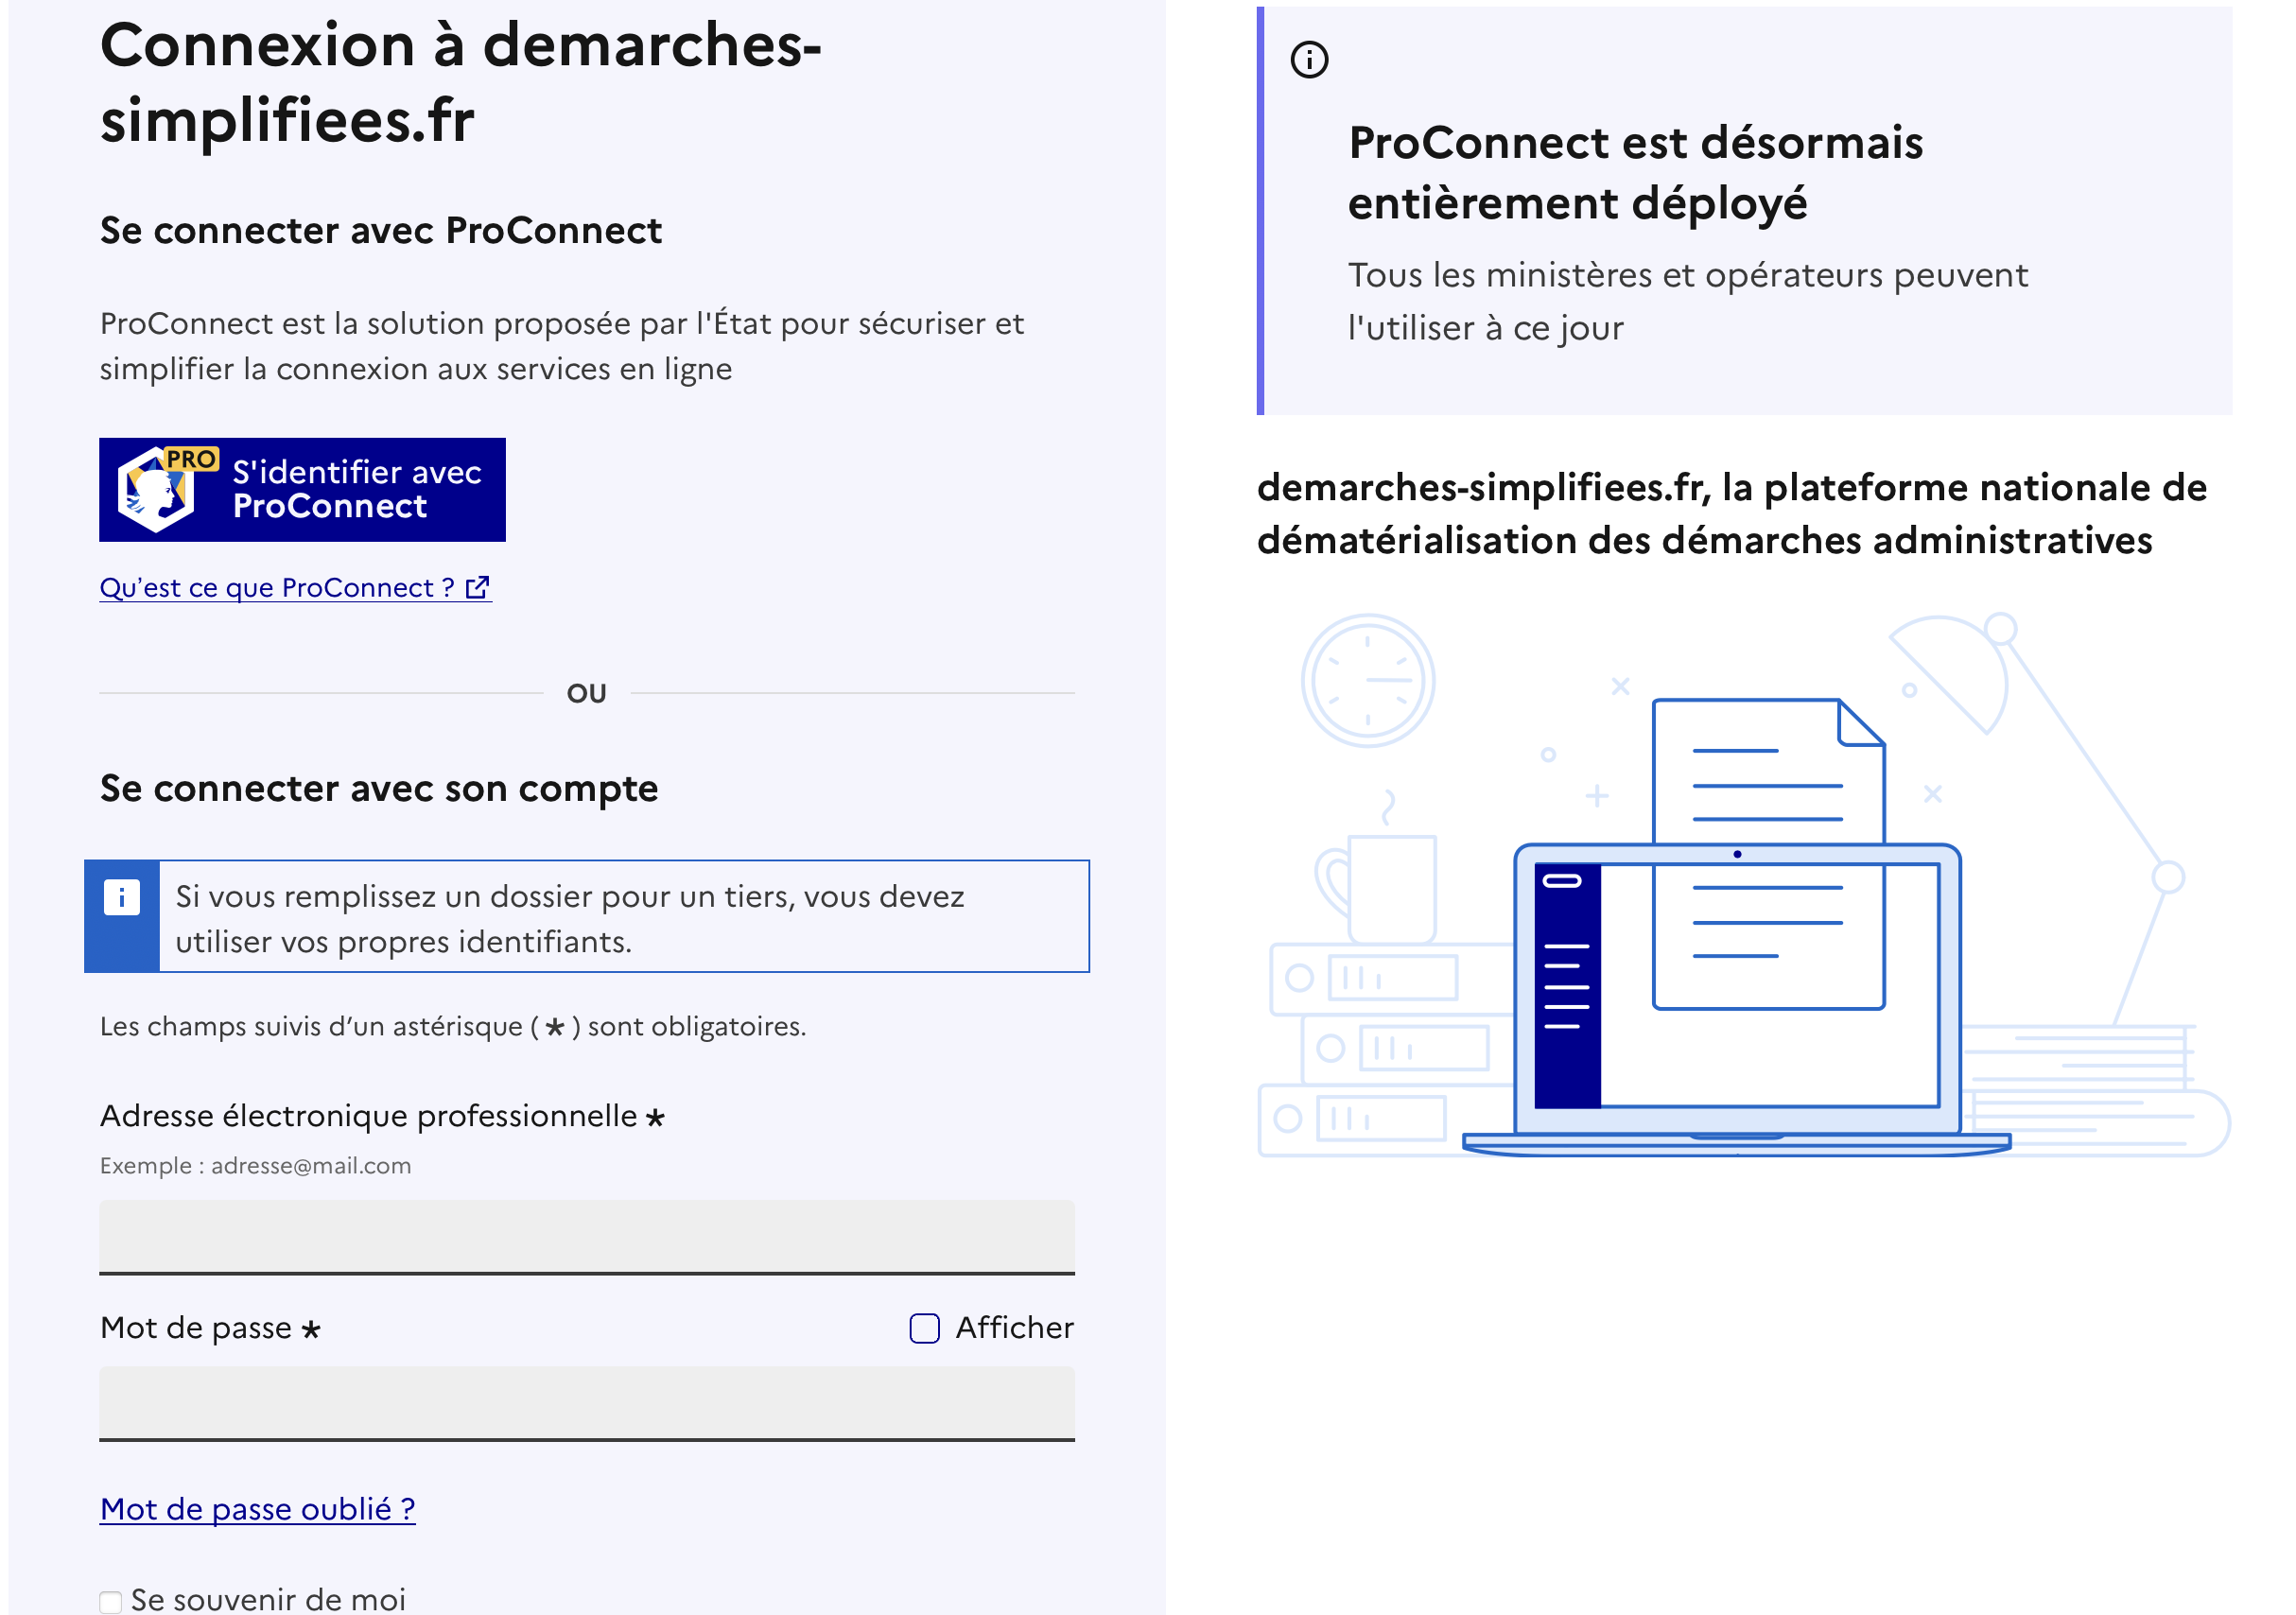 Connexion à demarches-
simplifiees.fr
Se connecter avec ProConnect
ProConnect est la solution proposée par l'État pour sécuriser et
simplifier la connexion aux services en ligne
PRO
S'identifier avec
ProConnect
Qu’est ce que ProConnect ?
OU
Se connecter avec son compte
Si vous remplissez un dossier pour un tiers, vous devez
utiliser vos propres identifiants.
Les champs suivis d’un astérisque ( * ) sont obligatoires.
Adresse électronique professionnelle *
Exemple : adresse@mail.com
Mot de passe *
Afficher
Mot de passe oublié ?
Se souvenir de moi
ProConnect est désormais
entièrement déployé
Tous les ministères et opérateurs peuvent
l'utiliser à ce jour
demarches-simplifiees.fr, la plateforme nationale de
dématérialisation des démarches administratives